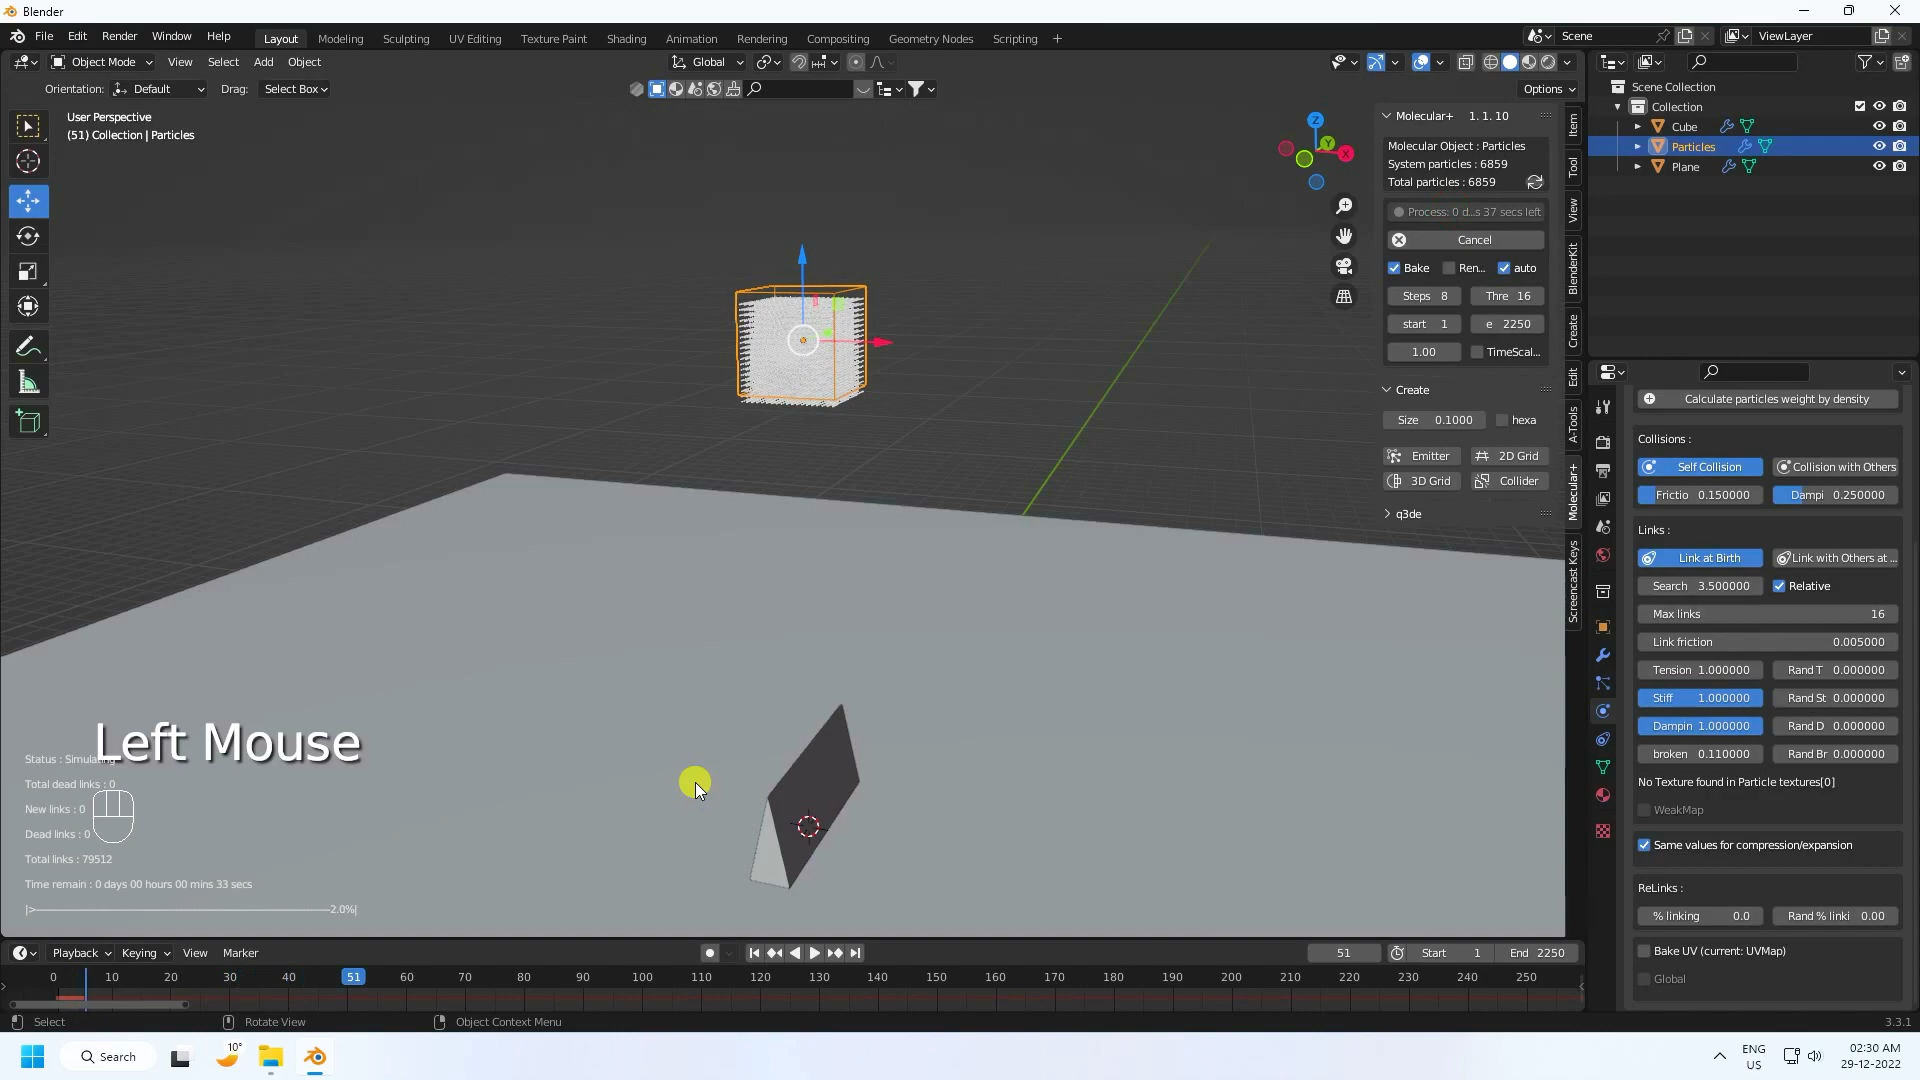 Blender
File Edit Render Window Help
Layout Modeling Sculpting UV Editing Texture Paint Shading Animation Rendering Compositing Geometry Nodes Scripting +
Scene
ViewLayer
Object Mode View Select Add Object
Global
Orientation: Default Drag: Select Box
Options
User Perspective
(51) Collection | Particles
Z
Y
X
Molecular+ 1. 1. 10
Molecular Object : Particles
System particles : 6859
Total particles : 6859
Process: 0 d...s 37 secs left
Cancel
Bake Ren... auto
Steps 8 Thre 16
start 1 e 2250
1.00 TimeScal...
Create
Size 0.1000 hexa
Emitter 2D Grid
3D Grid Collider
q3de
Item
Tool
View
BlenderKit
Create
Edit
A-Tools
Molecular+
Screencast Keys
Scene Collection
Collection
Cube
Particles
Plane
Calculate particles weight by density
Collisions :
Self Collision Collision with Others
Frictio 0.150000 Dampi 0.250000
Links :
Link at Birth Link with Others at ...
Search 3.500000 Relative
Max links 16
Link friction 0.005000
Tension 1.000000 Rand T 0.000000
Stiff 1.000000 Rand St 0.000000
Dampin 1.000000 Rand D 0.000000
broken 0.110000 Rand Br 0.000000
No Texture found in Particle textures[0]
WeakMap
Same values for compression/expansion
ReLinks :
% linking 0.0 Rand % linki 0.00
Bake UV (current: UVMap)
Global
Left Mouse
Status : Simulating
Total dead links : 0
New links : 0
Dead links : 0
Total links : 79512
Time remain : 0 days 00 hours 00 mins 33 secs
2.0%|
Playback Keying View Marker
51 Start 1 End 2250
0 10 20 30 40 51 60 70 80 90 100 110 120 130 140 150 160 170 180 190 200 210 220 230 240 250
Select Rotate View Object Context Menu
3.3.1
10°
Search
ENG
US
02:30 AM
29-12-2022